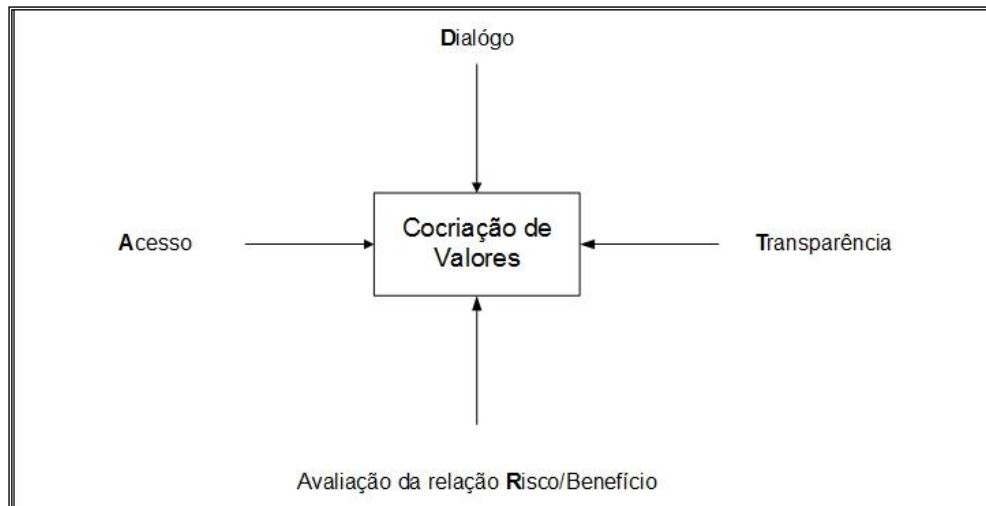 Dialógo
Acesso
Cocriação de
Valores
Transparência
Avaliação da relação Risco/Benefício